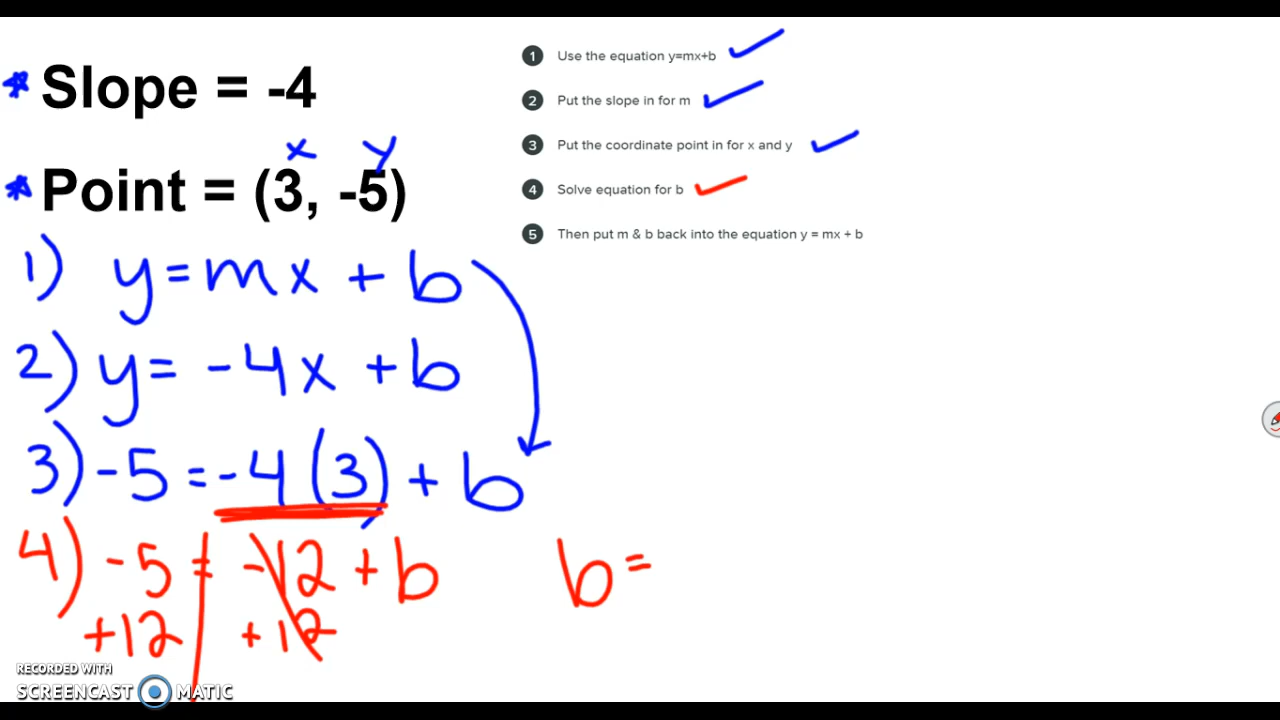 * Slope = -4
x y
* Point = (3, -5)
1) y = mx + b
2) y = -4x + b
3) -5 = -4(3) + b
4) -5 = -12 + b
+12 +12
b =
1 Use the equation y=mx+b
2 Put the slope in for m
3 Put the coordinate point in for x and y
4 Solve equation for b
5 Then put m & b back into the equation y = mx + b
RECORDED WITH
SCREENCAST MATIC